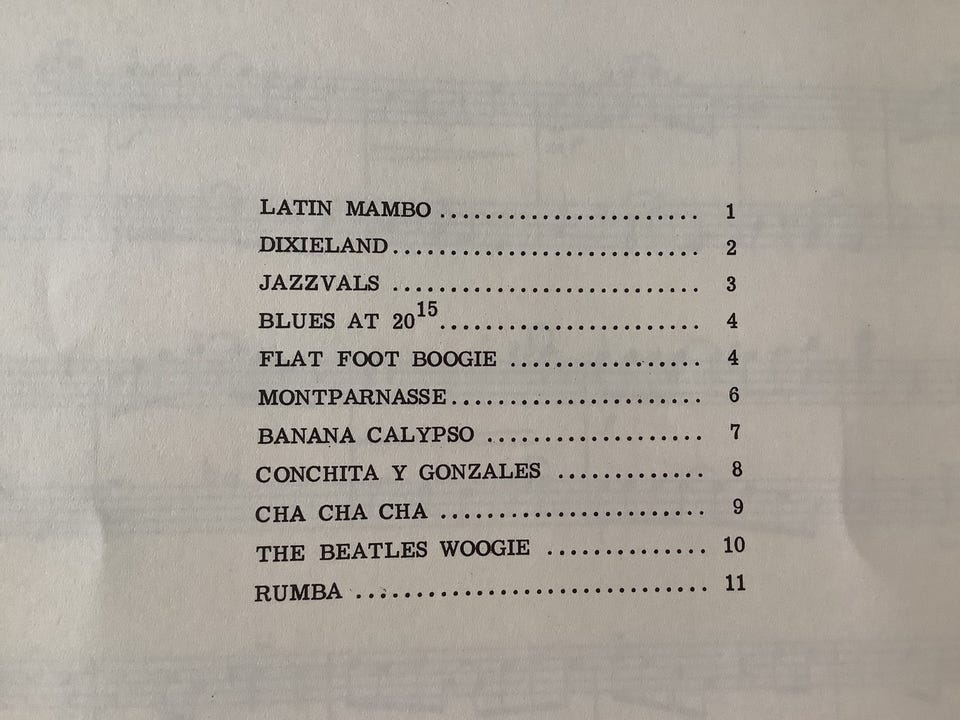 LATIN MAMBO ....................... 1
DIXIELAND ........................... 2
JAZZVALS ............................ 3
BLUES AT 20¹⁵ ....................... 4
FLAT FOOT BOOGIE ................. 4
MONTPARNASSE ...................... 6
BANANA CALYPSO ................... 7
CONCHITA Y GONZALES ............. 8
CHA CHA CHA ........................ 9
THE BEATLES WOOGIE .............. 10
RUMBA ............................... 11